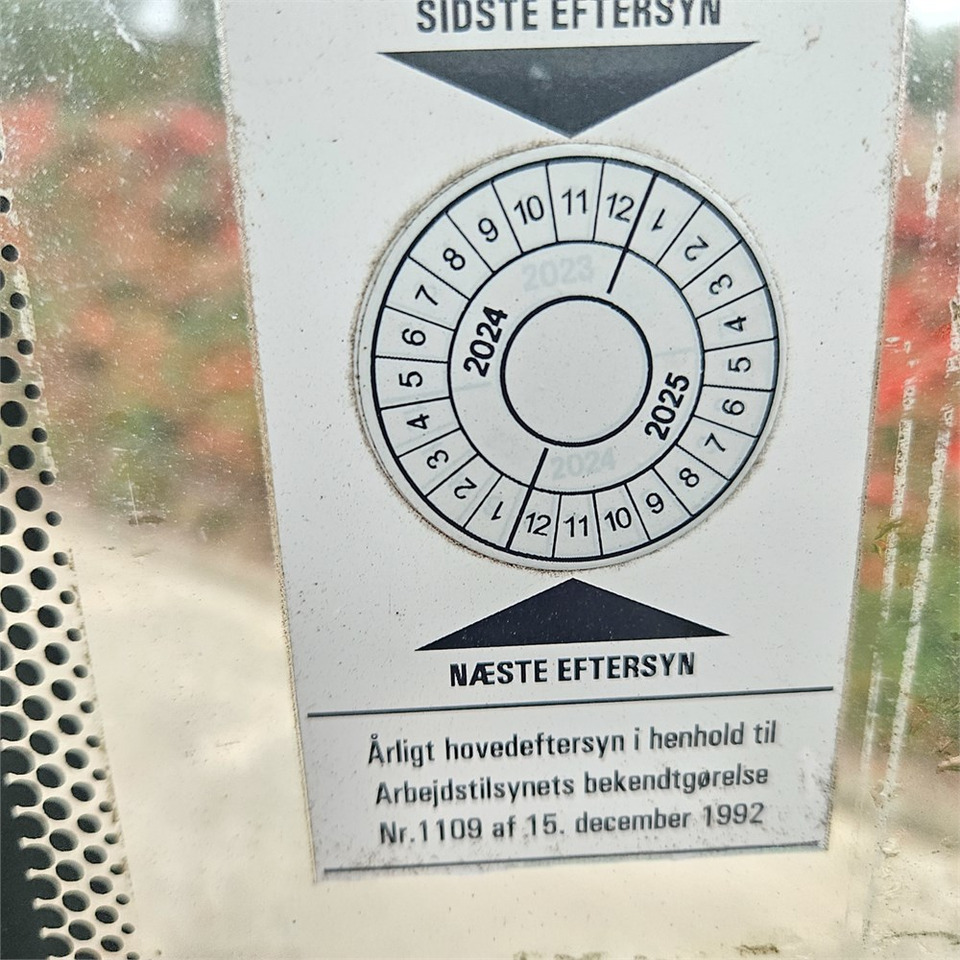 SIDSTE EFTERSYN
1 2 3 4 5 6 7 8 9 10 11 12
2024
1 2 3 4 5 6 7 8 9 10 11 12
2025
2023
2024
NÆSTE EFTERSYN
Årligt hovedeftersyn i henhold til
Arbejdstilsynets bekendtgørelse
Nr.1109 af 15. december 1992